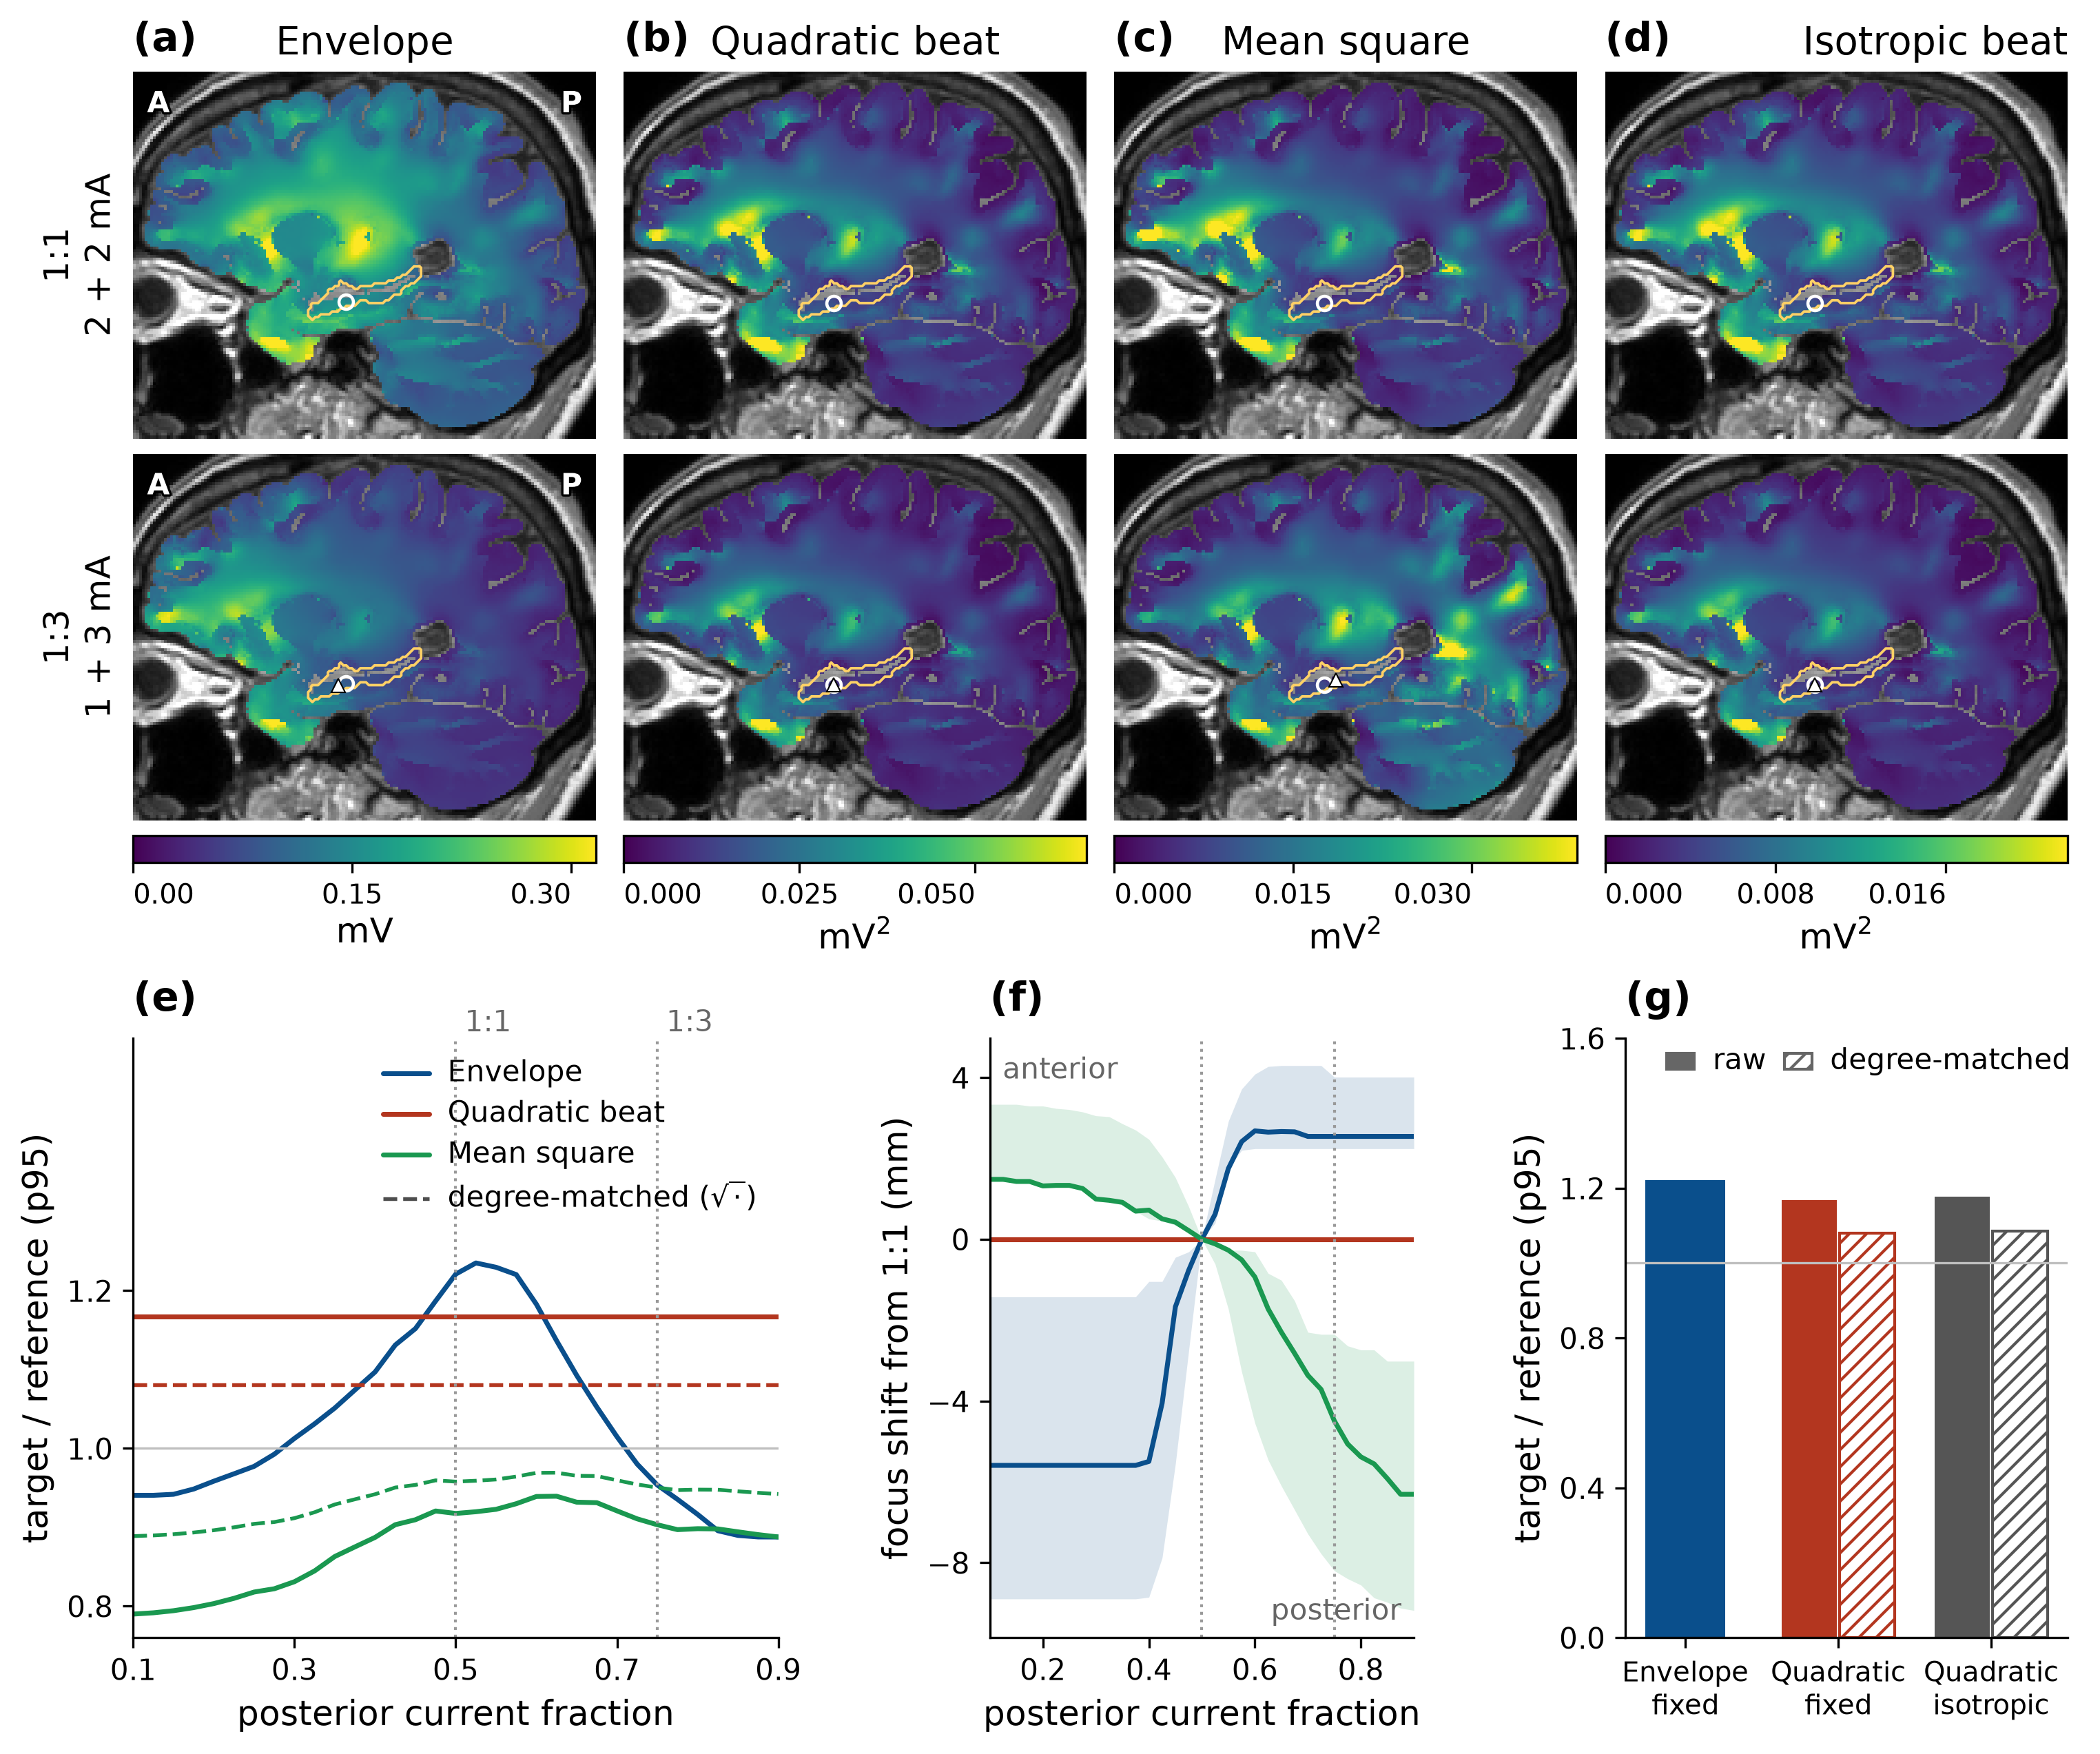 (a) Envelope
(b) Quadratic beat
(c) Mean square
(d) Isotropic beat
1:1
2 + 2 mA
A
P
1:3
1 + 3 mA
A
P
0.00 0.15 0.30
mV
0.000 0.025 0.050
mV²
0.000 0.015 0.030
mV²
0.000 0.008 0.016
mV²
(e)
1:1 1:3
Envelope
Quadratic beat
Mean square
degree-matched (√·)
target / reference (p95)
1.2
1.0
0.8
0.1 0.3 0.5 0.7 0.9
posterior current fraction
(f)
anterior
posterior
focus shift from 1:1 (mm)
4
0
−4
−8
0.2 0.4 0.6 0.8
posterior current fraction
(g)
raw degree-matched
target / reference (p95)
1.6
1.2
0.8
0.4
0.0
Envelope
fixed
Quadratic
fixed
Quadratic
isotropic